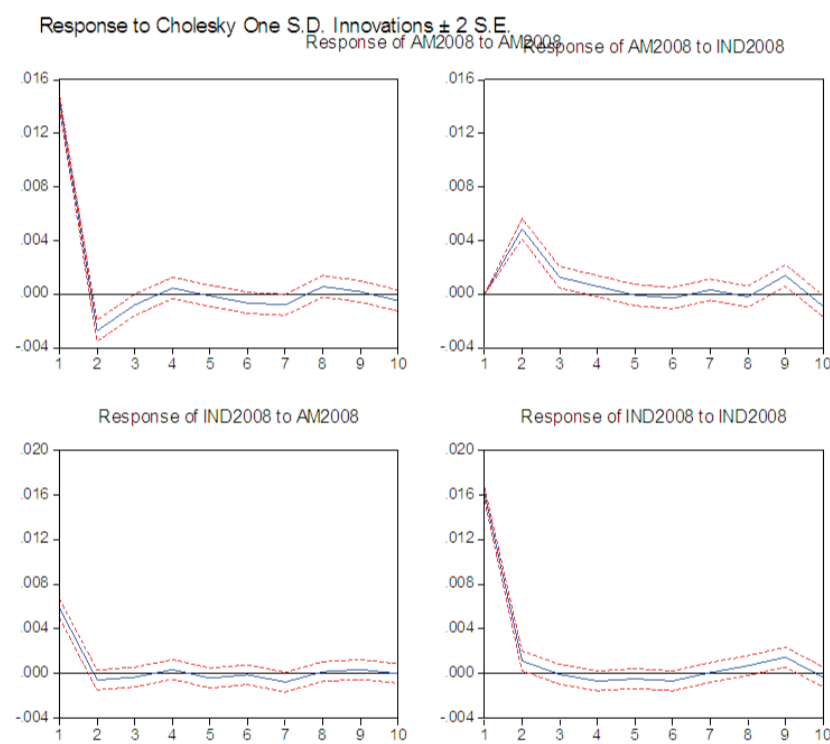 Response to Cholesky One S.D. Innovations ± 2 S.E.
Response of AM2008 to AM2008
Response of AM2008 to IND2008
.016
.012
.008
.004
.000
-.004
1 2 3 4 5 6 7 8 9 10
.016
.012
.008
.004
.000
-.004
1 2 3 4 5 6 7 8 9 10
Response of IND2008 to AM2008
Response of IND2008 to IND2008
.020
.016
.012
.008
.004
.000
-.004
1 2 3 4 5 6 7 8 9 10
.020
.016
.012
.008
.004
.000
-.004
1 2 3 4 5 6 7 8 9 10